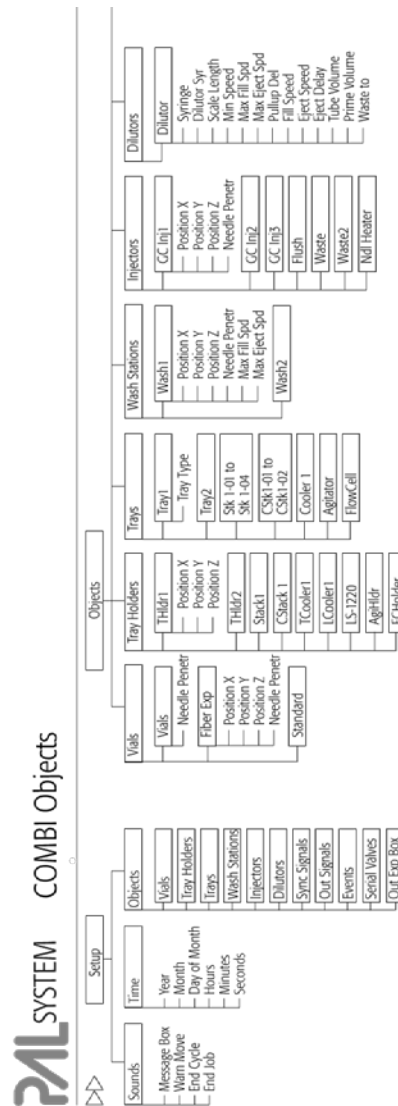 PAL SYSTEM COMBI Objects
Setup
Sounds
Message Box
Warn Move
End Cycle
End Job
Time
Year
Month
Day of Month
Hours
Minutes
Seconds
Objects
Vials
Tray Holders
Trays
Wash Stations
Injectors
Dilutors
Sync Signals
Out Signals
Events
Serial Valves
Out Exp Box
Objects
Vials
Vials
Needle Penetr
Fiber Exp
Position X
Position Y
Position Z
Needle Penetr
Standard
Tray Holders
THldr1
Position X
Position Y
Position Z
THldr2
Stack1
CStack 1
TCooler1
LCooler1
LS-1220
AgiHldr
FCHolder
Trays
Tray1
Tray Type
Tray2
Stk 1-01 to
Stk 1-04
CStk1-01 to
CStk1-02
Cooler 1
Agitator
FlowCell
Wash Stations
Wash1
Position X
Position Y
Position Z
Needle Penetr
Max Fill Spd
Max Eject Spd
Wash2
Injectors
GC Inj1
Position X
Position Y
Position Z
Needle Penetr
GC Inj2
GC Inj3
Flush
Waste
Waste2
Ndl Heater
Dilutors
Dilutor
Syringe
Dilutor Syr
Scale Length
Min Speed
Max Fill Spd
Max Eject Spd
Pullup Del
Fill Speed
Eject Speed
Eject Delay
Tube Volume
Prime Volume
Waste to